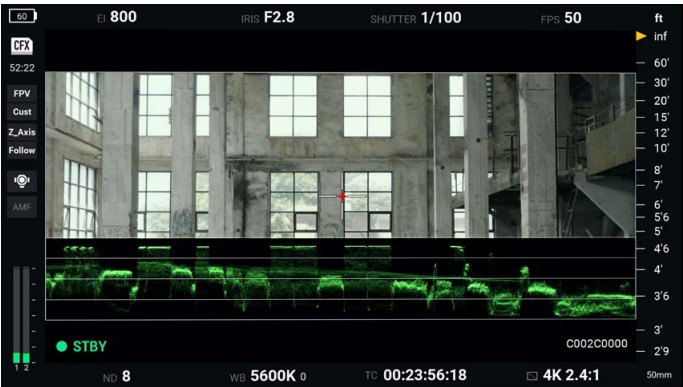 60
EI 800
IRIS F2.8
SHUTTER 1/100
FPS 50
ft
CFX
52:22
FPV
Cust
Z_Axis
Follow
AMF
inf
60'
30'
20'
15'
12'
10'
8'
7'
6'
5'6
5'
4'6
4'
3'6
3'
2'9
STBY
C002C0000
1 2
ND 8
WB 5600K 0
TC 00:23:56:18
4K 2.4:1
50mm